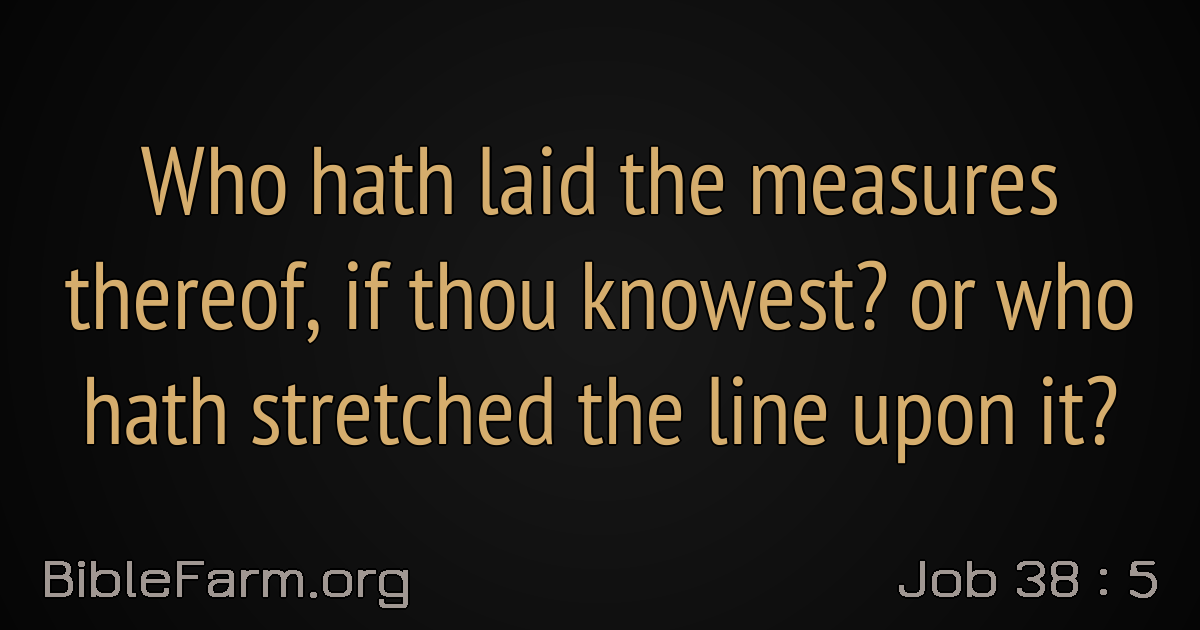 Who hath laid the measures
thereof, if thou knowest? or who
hath stretched the line upon it?
BibleFarm.org
Job 38 : 5